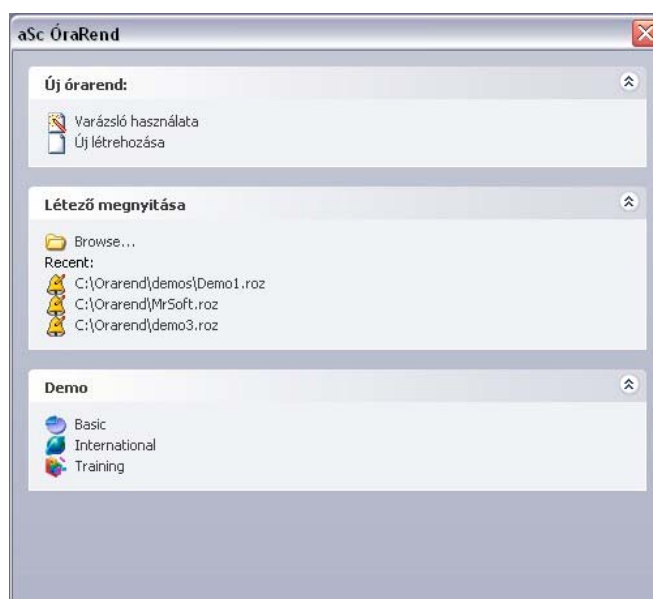 aSc ÓraRend
Új órarend:
Varázsló használata
Új létrehozása
Létező megnyitása
Browse...
Recent:
C:\Orarend\demos\Demo1.roz
C:\Orarend\MrSoft.roz
C:\Orarend\demo3.roz
Demo
Basic
International
Training